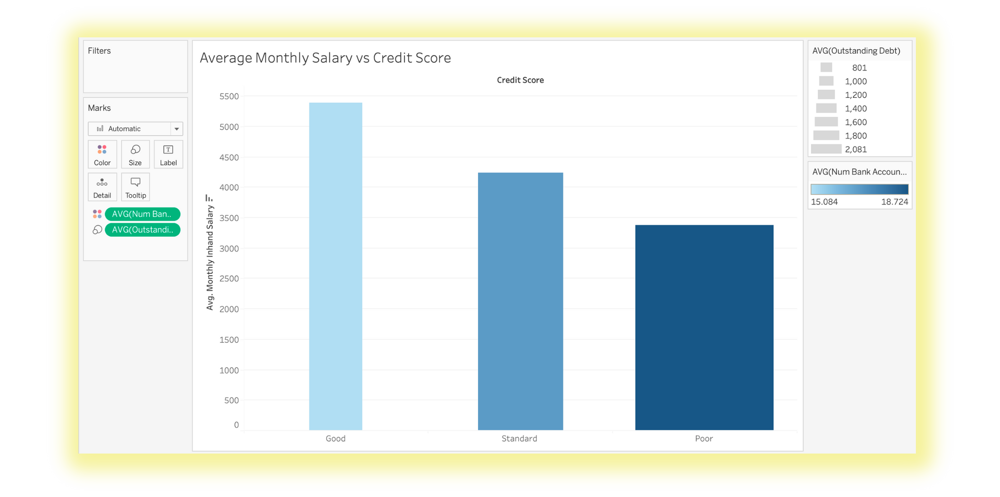 Filters
Marks
Automatic
Color Size Label
Detail Tooltip
AVG(Num Ban..
AVG(Outstandi..
Average Monthly Salary vs Credit Score
Credit Score
Avg. Monthly Inhand Salary
5500
5000
4500
4000
3500
3000
2500
2000
1500
1000
500
0
Good Standard Poor
AVG(Outstanding Debt)
801
1,000
1,200
1,400
1,600
1,800
2,081
AVG(Num Bank Accoun...
15.084 18.724